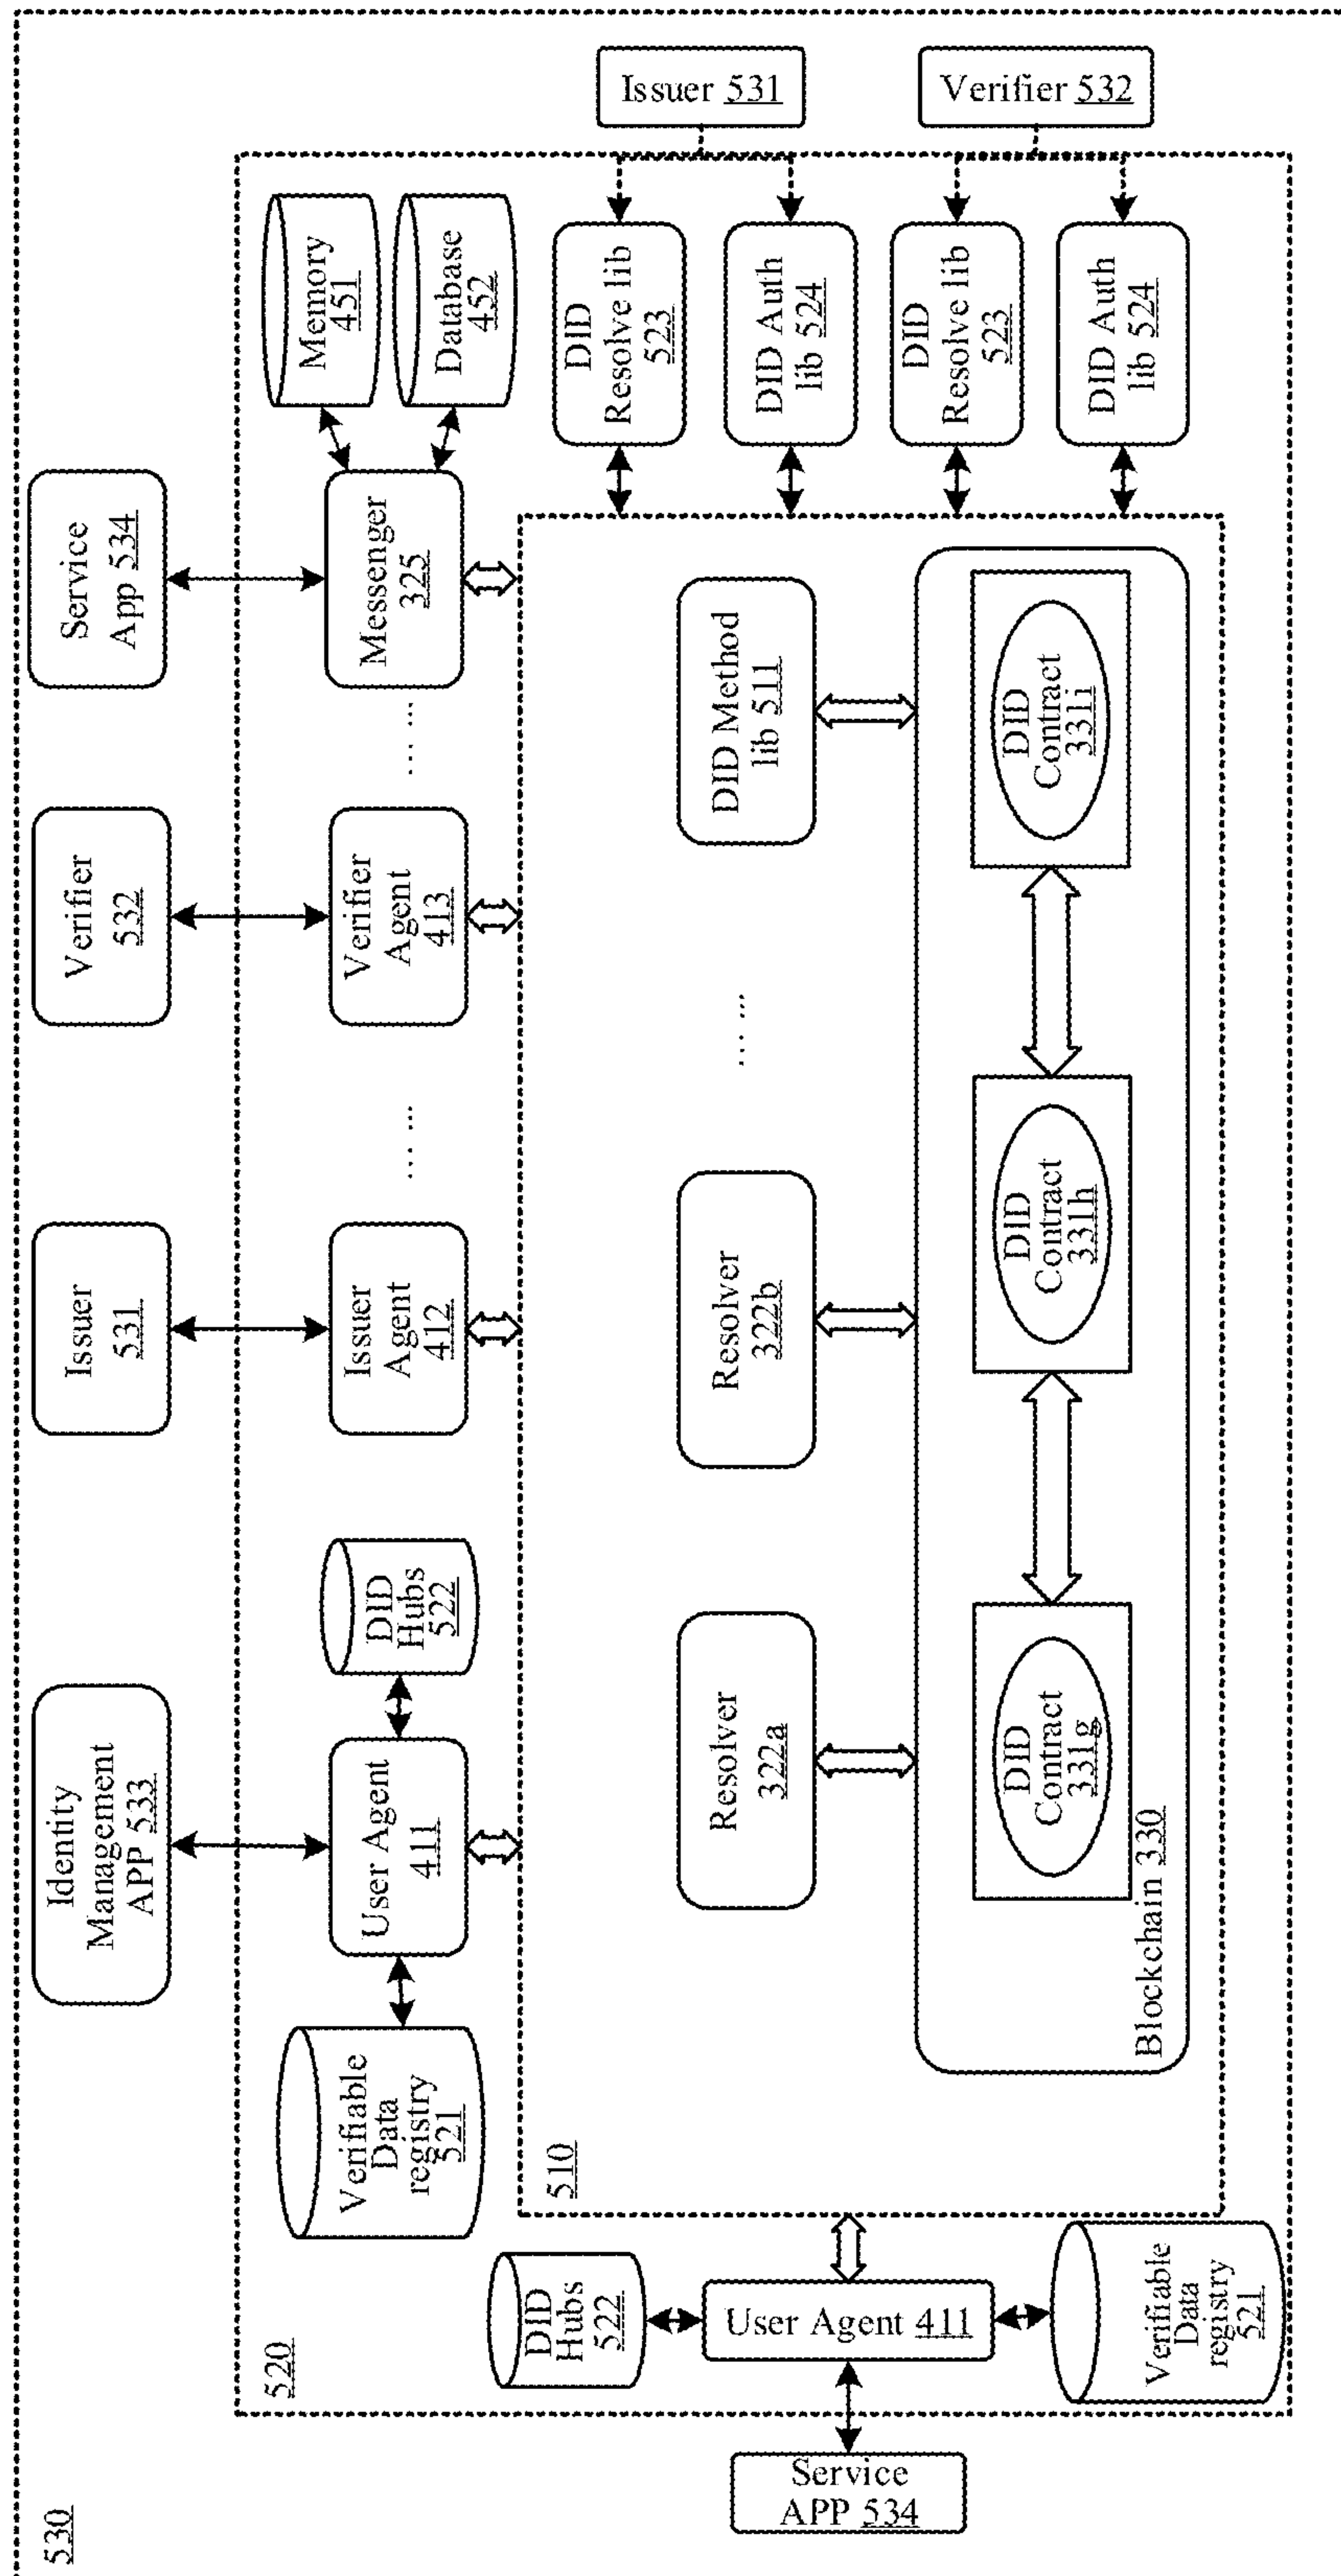 530
Identity
Management
APP 533
Issuer
531
Verifier
532
Service
App 534
520
Verifiable
Data
registry
521
User Agent
411
DID
Hubs
522
Issuer
Agent
412
... ...
Verifier
Agent
413
... ...
Messenger
325
Memory
451
Database
452
510
Resolver
322a
Resolver
322b
... ...
DID Method
lib 511
DID
Contract
331g
DID
Contract
331h
DID
Contract
331i
Blockchain 330
DID
Hubs
522
User Agent 411
Verifiable
Data
registry
521
Service
APP 534
DID
Resolve lib
523
DID Auth
lib 524
DID
Resolve lib
523
DID Auth
lib 524
Issuer 531
Verifier 532